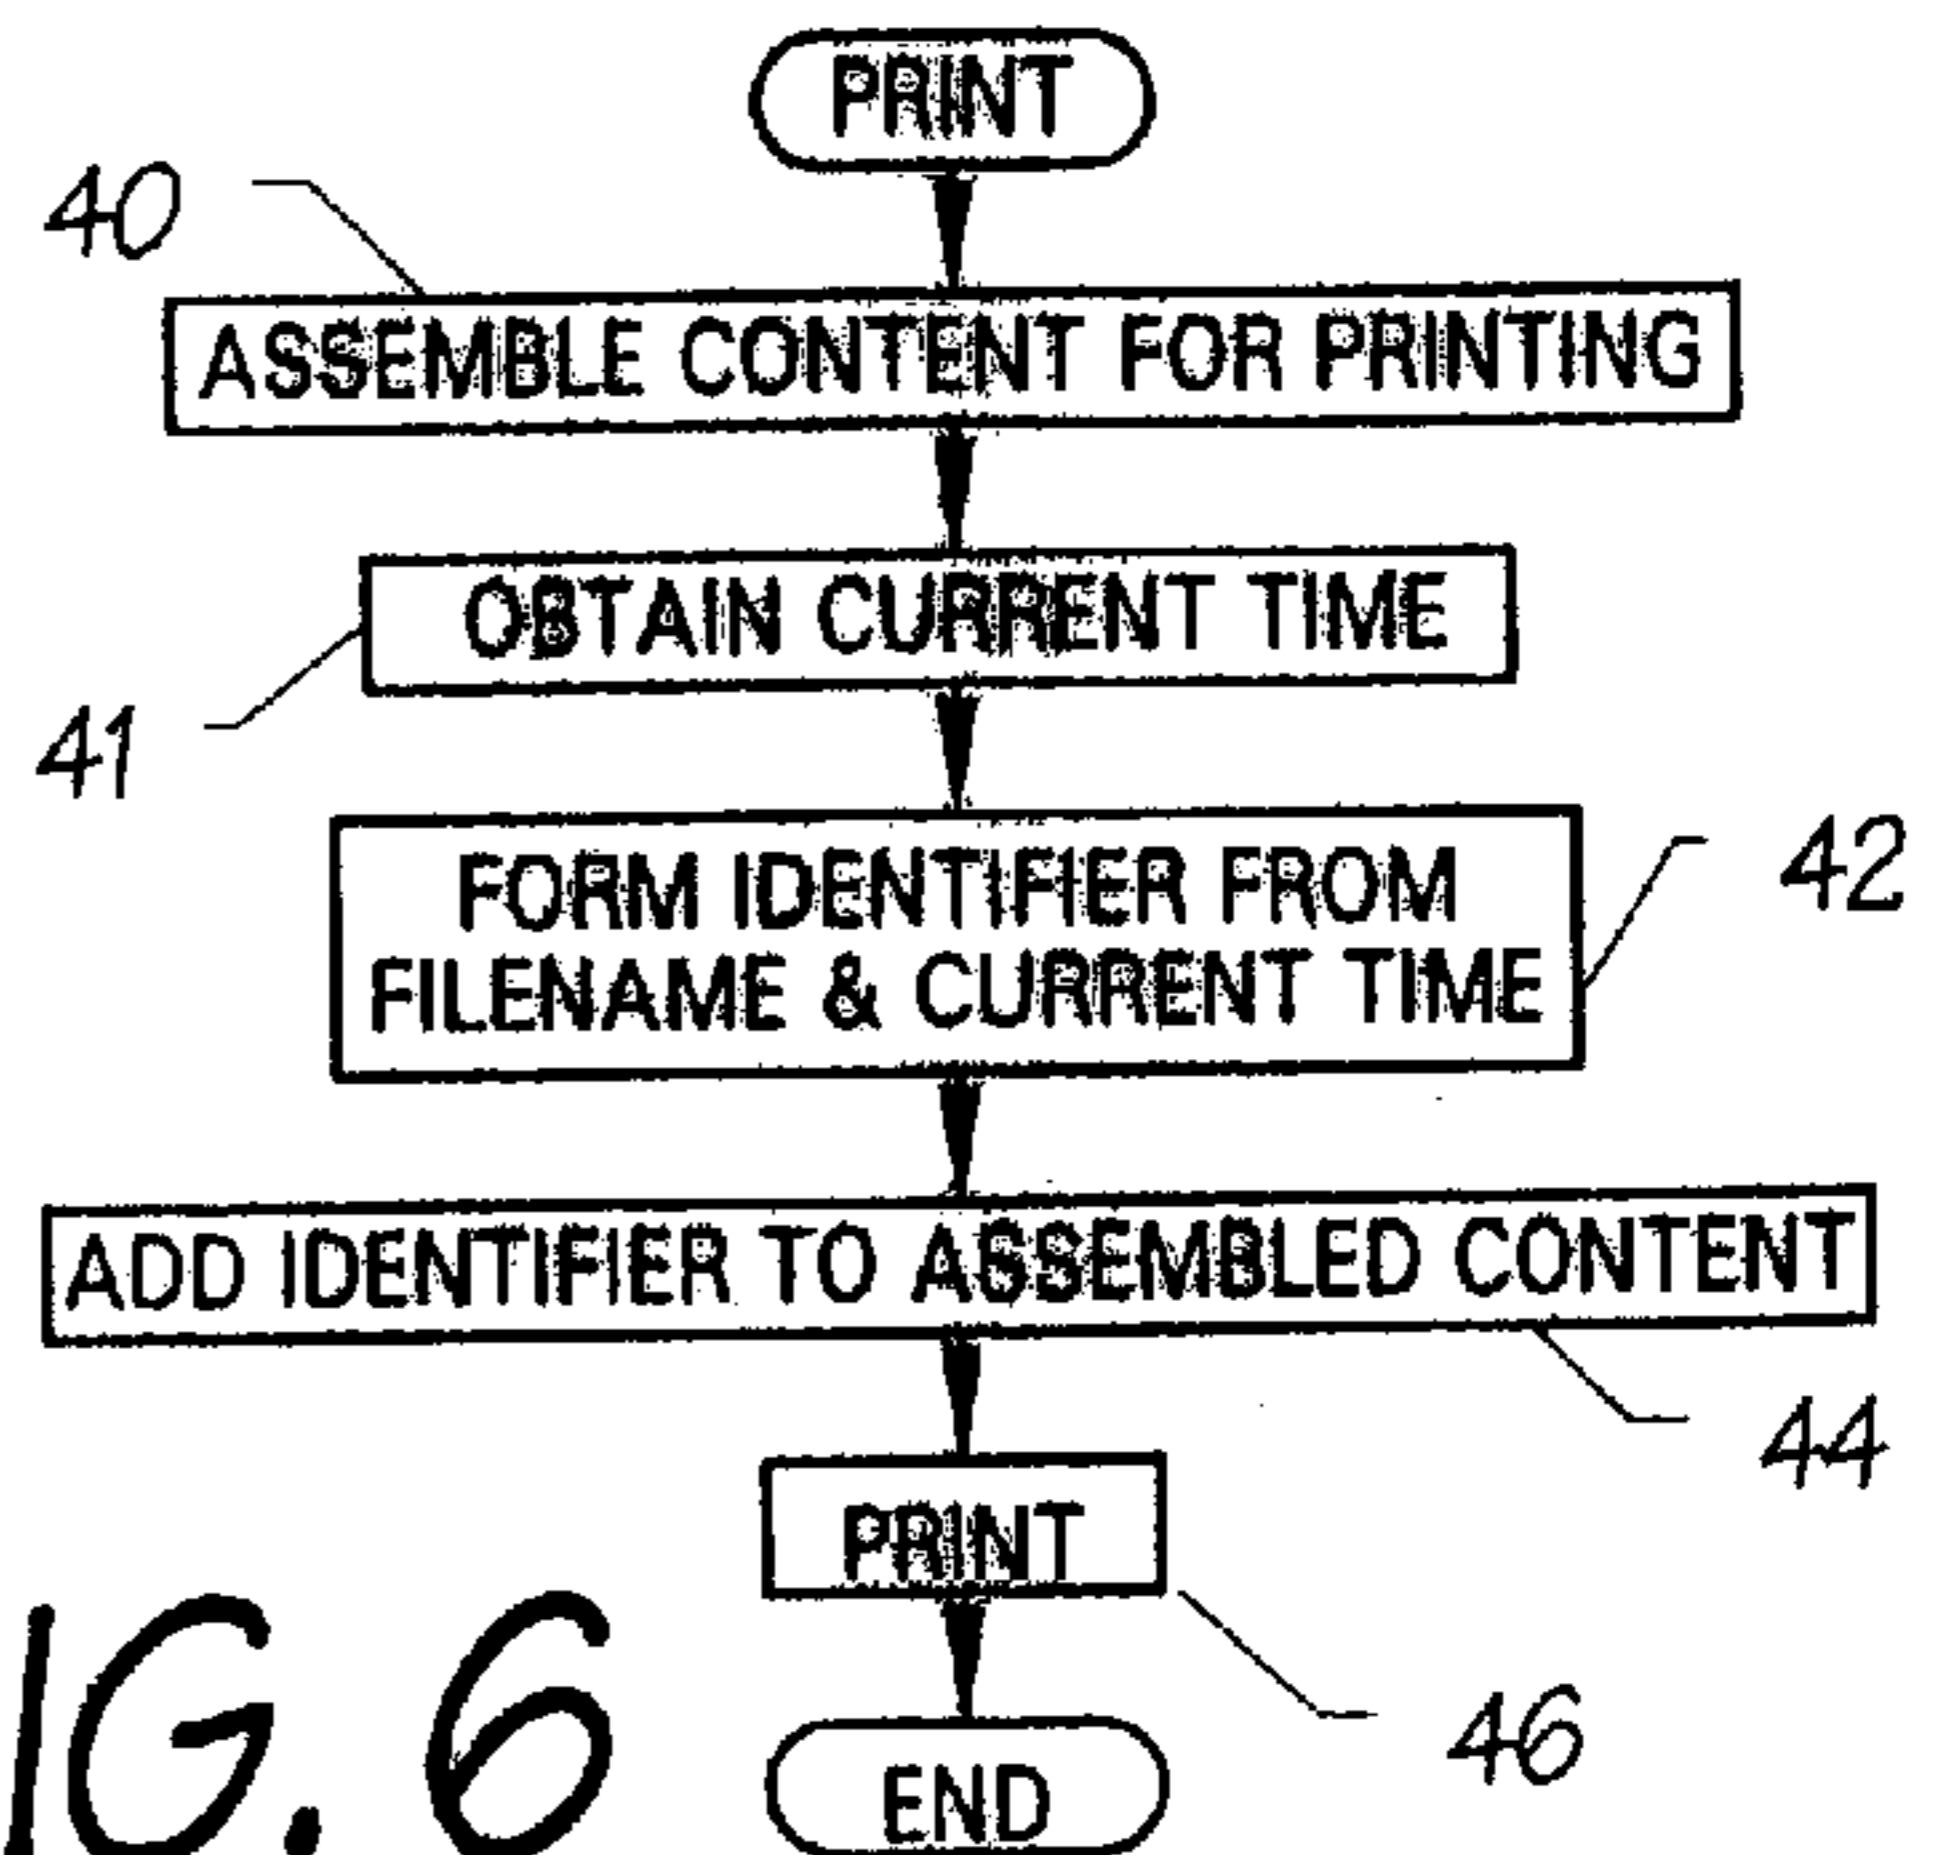 PRINT
40
ASSEMBLE CONTENT FOR PRINTING
OBTAIN CURRENT TIME
41
FORM IDENTIFIER FROM
FILENAME & CURRENT TIME
42
ADD IDENTIFIER TO ASSEMBLED CONTENT
44
PRINT
46
END
IG. 6